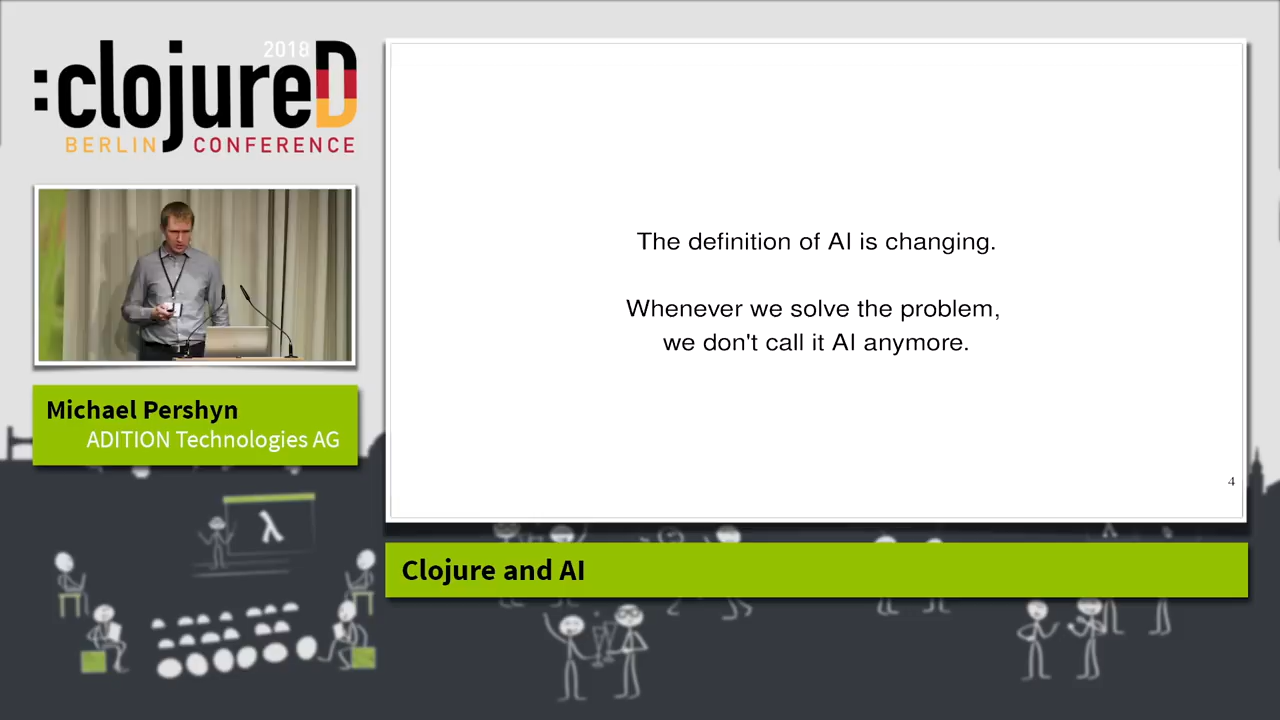 2018
:clojureD
BERLIN CONFERENCE
The definition of AI is changing.
Whenever we solve the problem,
we don't call it AI anymore.
4
Michael Pershyn
ADITION Technologies AG
λ
Clojure and AI